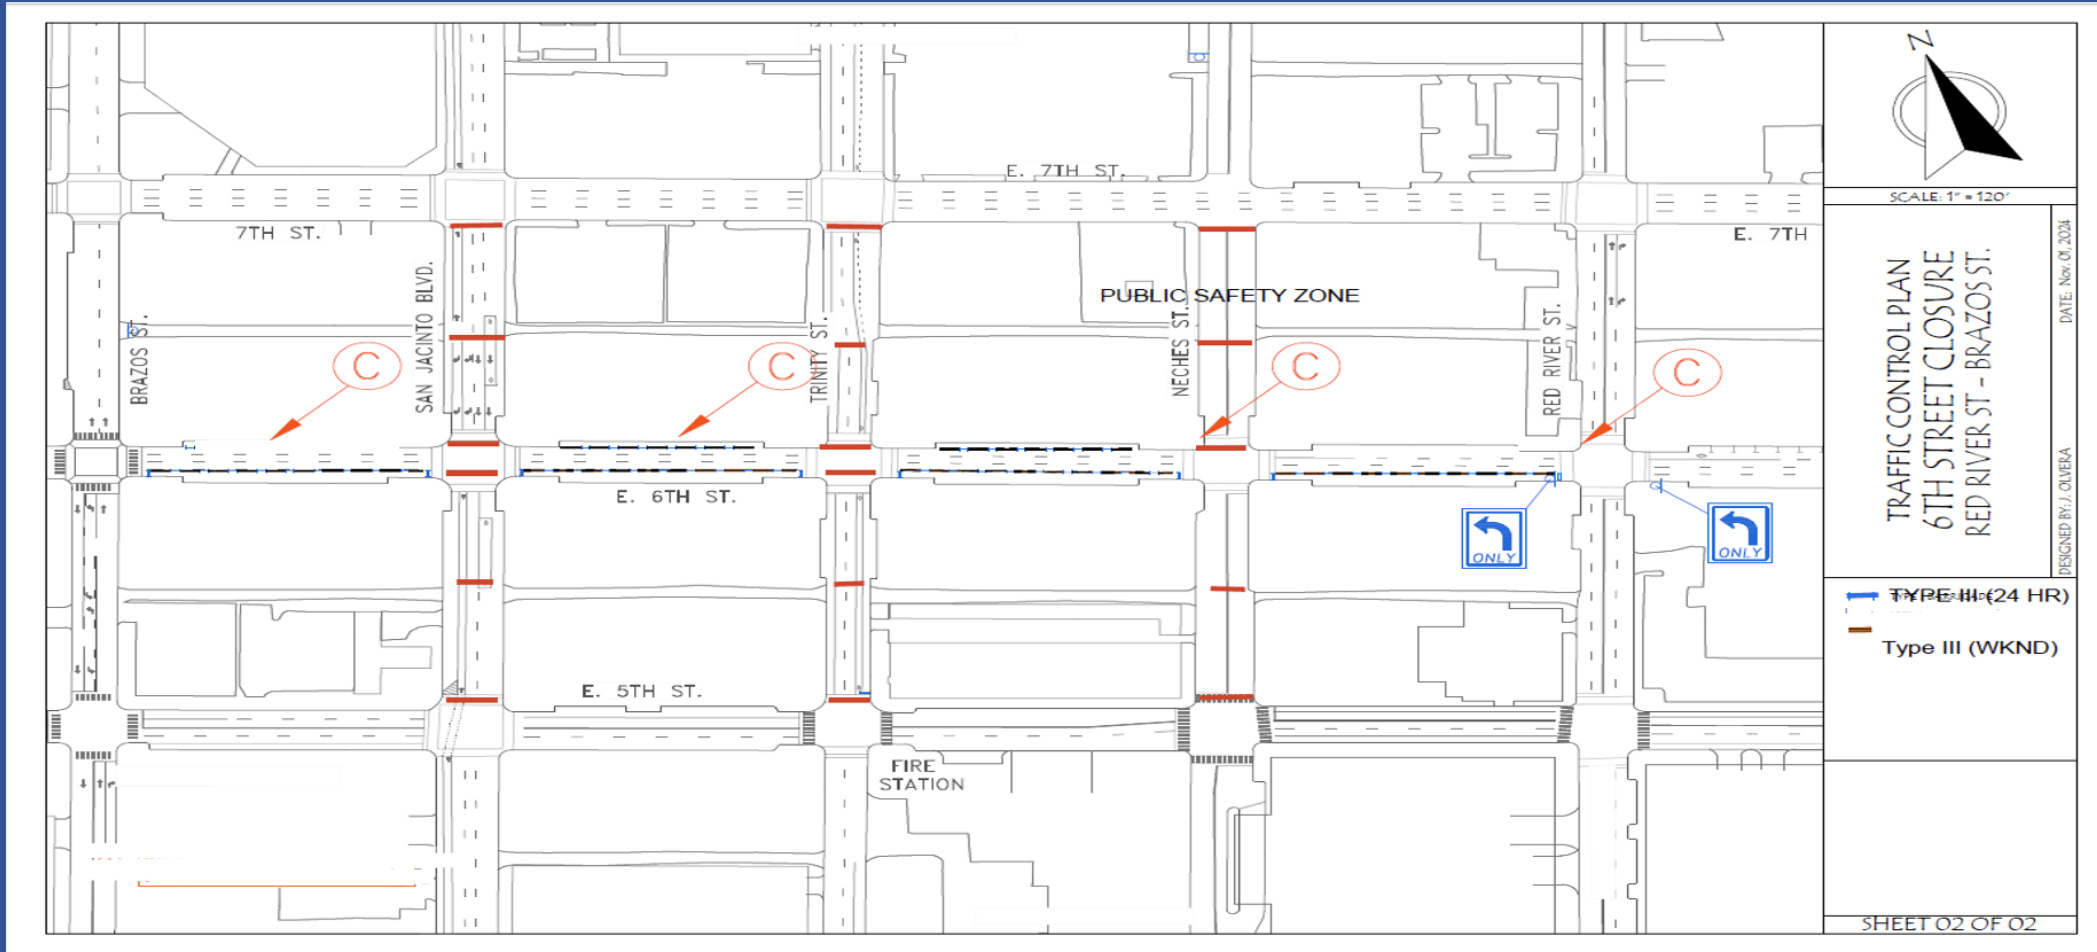 E. 7TH ST.
7TH ST.
E. 7TH
PUBLIC SAFETY ZONE
BRAZOS ST.
SAN JACINTO BLVD.
TRINITY ST.
NECHES ST.
RED RIVER ST.
C
C
C
C
E. 6TH ST.
ONLY
ONLY
E. 5TH ST.
FIRE
STATION
Z
SCALE: 1" = 120'
TRAFFIC CONTROL PLAN
6TH STREET CLOSURE
RED RIVER ST - BRAZOS ST.
DATE: Nov. 01, 2024
DESIGNED BY: J. OLVERA
TYPE III (24 HR)
Type III (WKND)
SHEET 02 OF 02